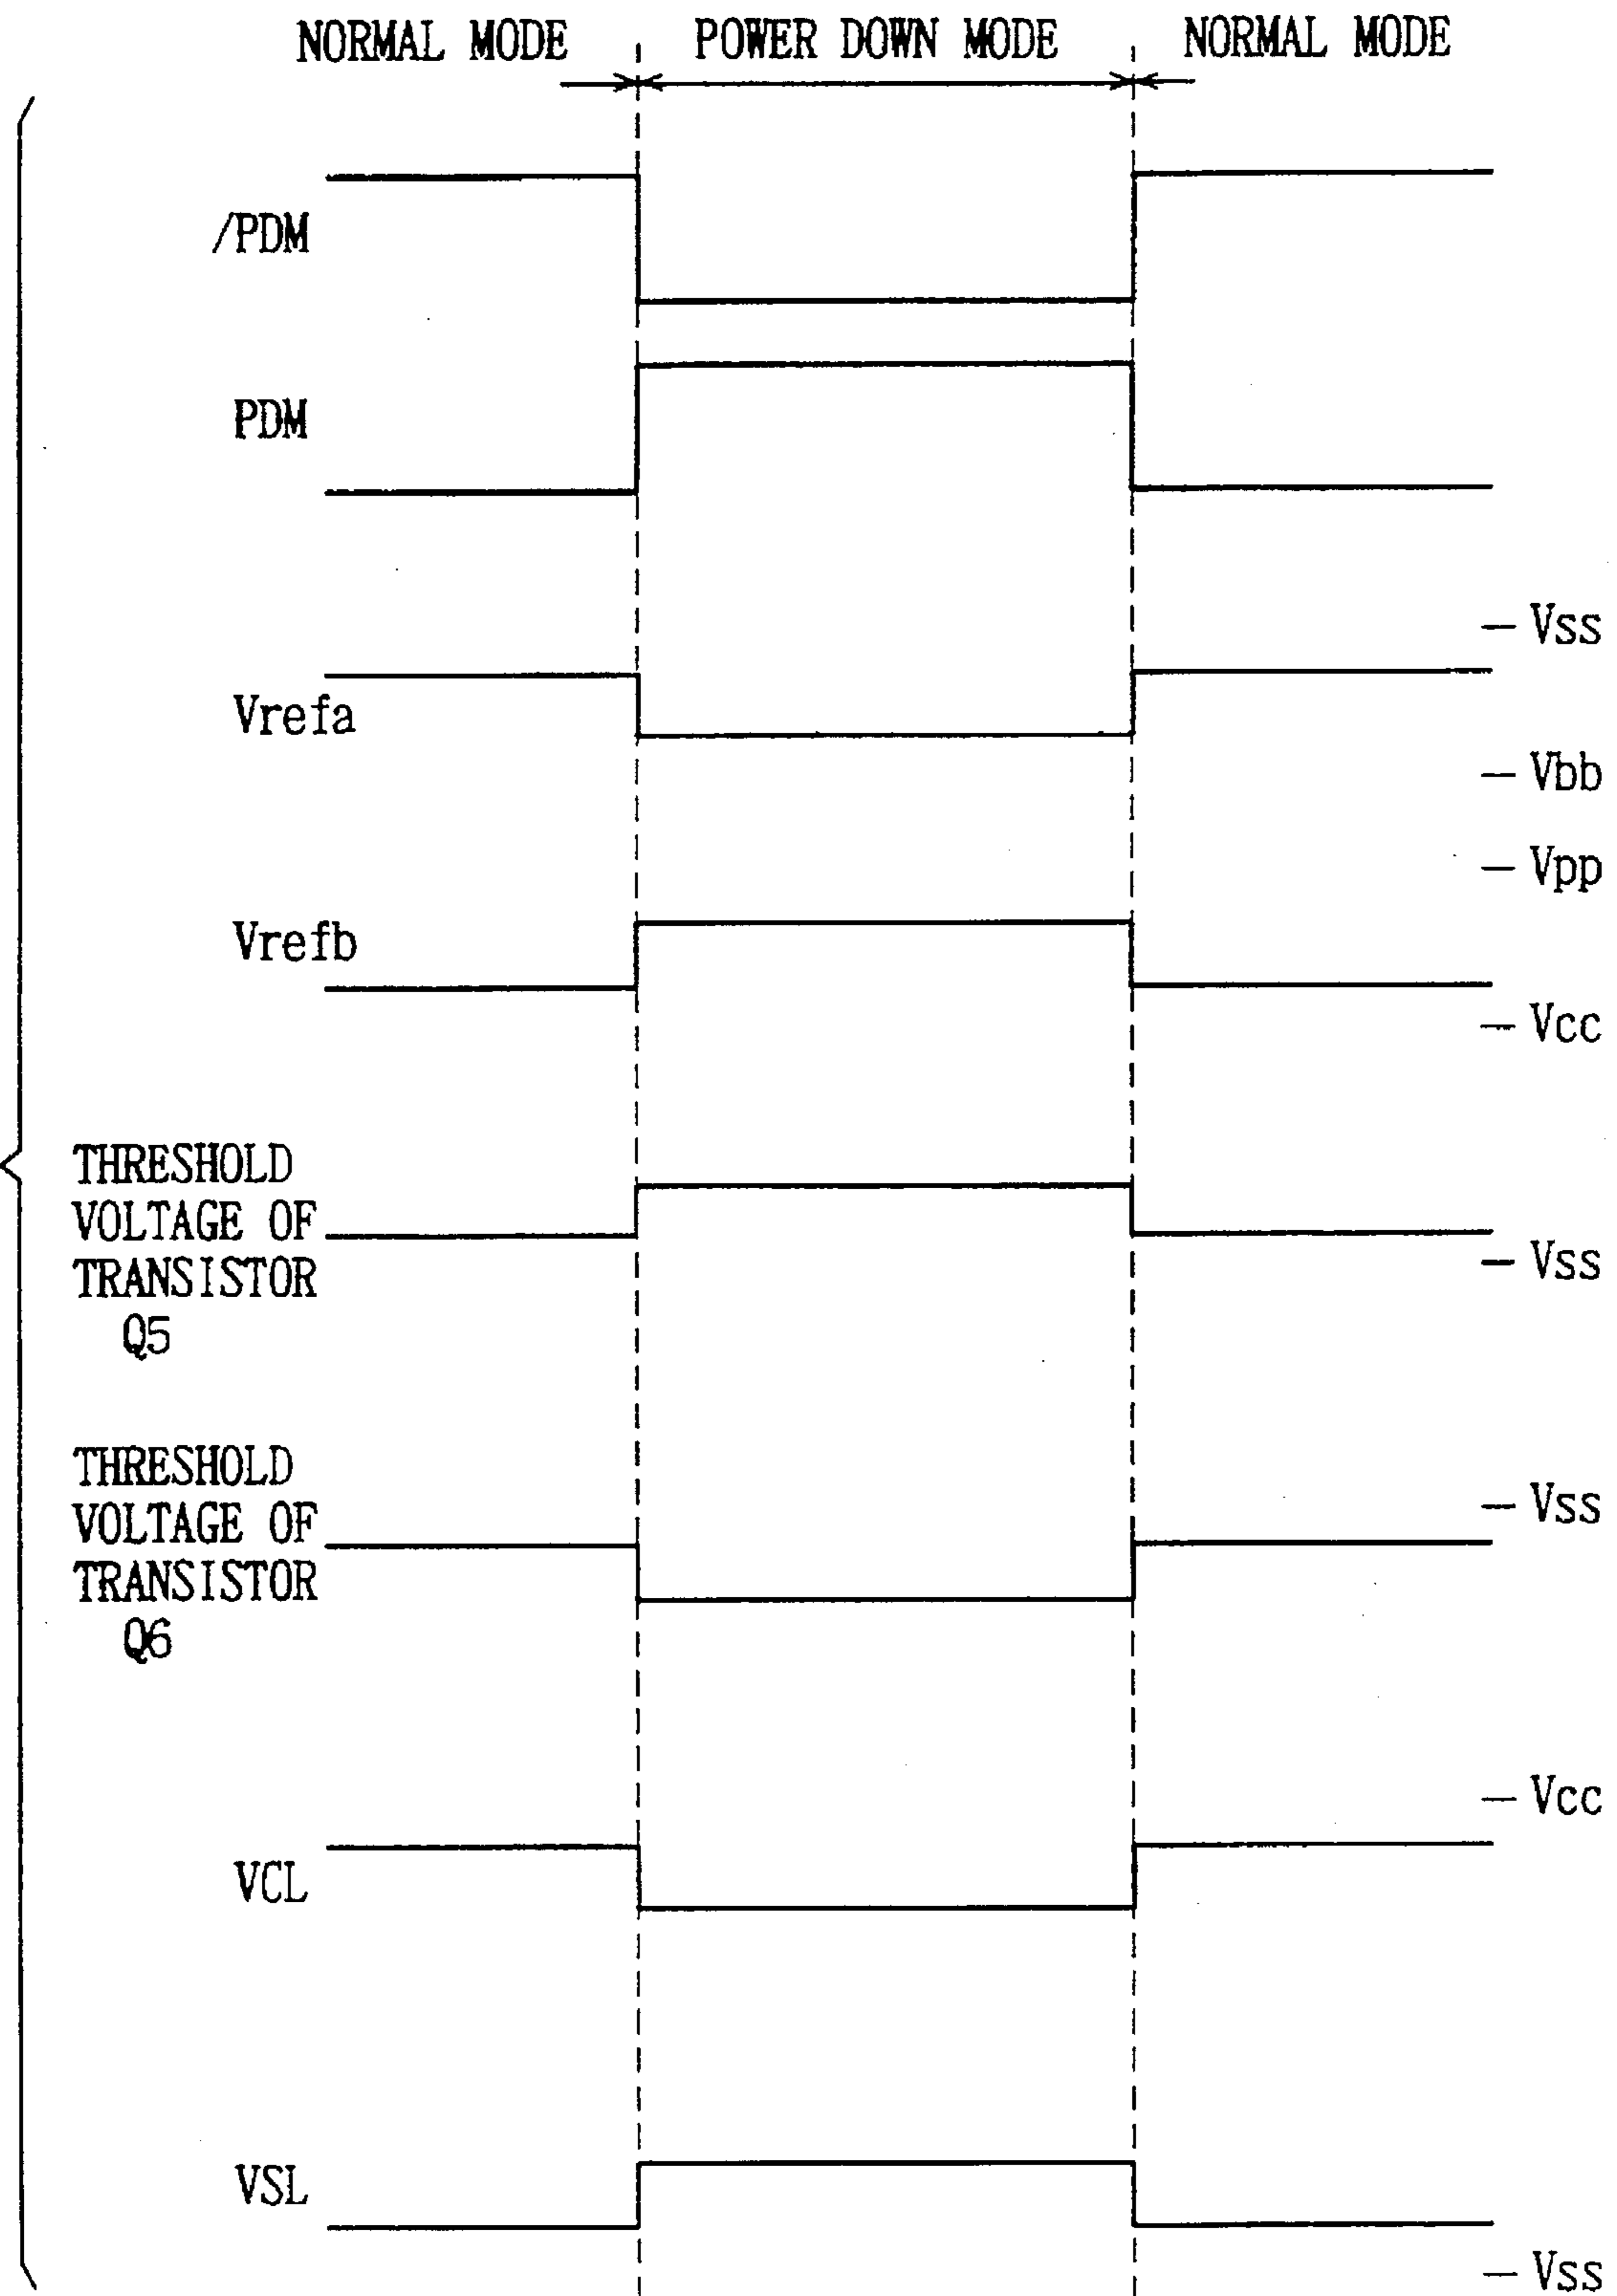 NORMAL MODE POWER DOWN MODE NORMAL MODE
/PDM
PDM
Vss
Vrefa
Vbb
Vpp
Vrefb
Vcc
THRESHOLD
VOLTAGE OF
TRANSISTOR
Q5
Vss
THRESHOLD
VOLTAGE OF
TRANSISTOR
Q6
Vss
Vcc
VCL
VSL
Vss